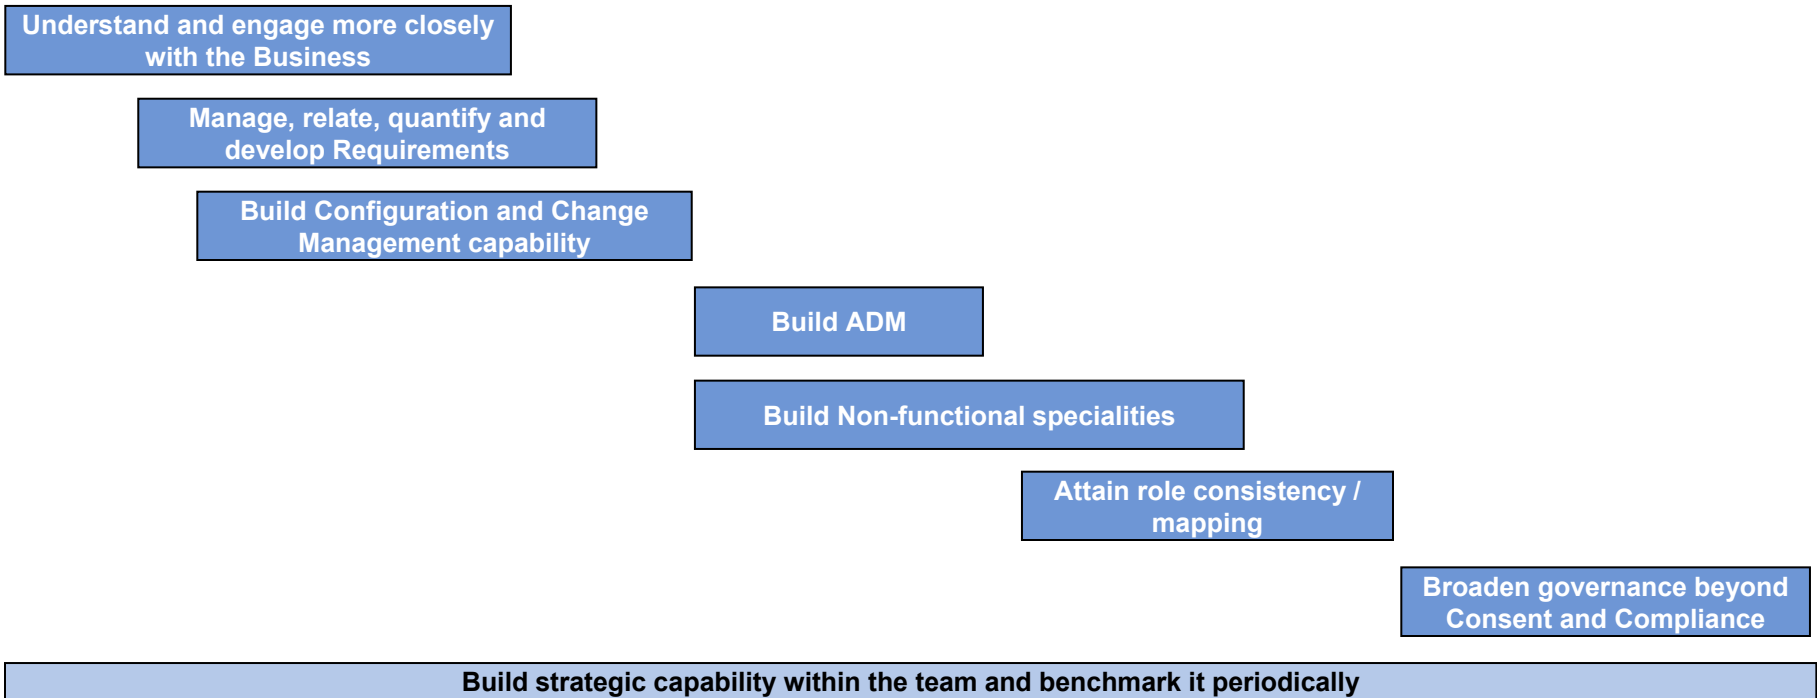 Understand and engage more closely
with the Business
Manage, relate, quantify and
develop Requirements
Build Configuration and Change
Management capability
Build ADM
Build Non-functional specialities
Attain role consistency /
mapping
Broaden governance beyond
Consent and Compliance
Build strategic capability within the team and benchmark it periodically